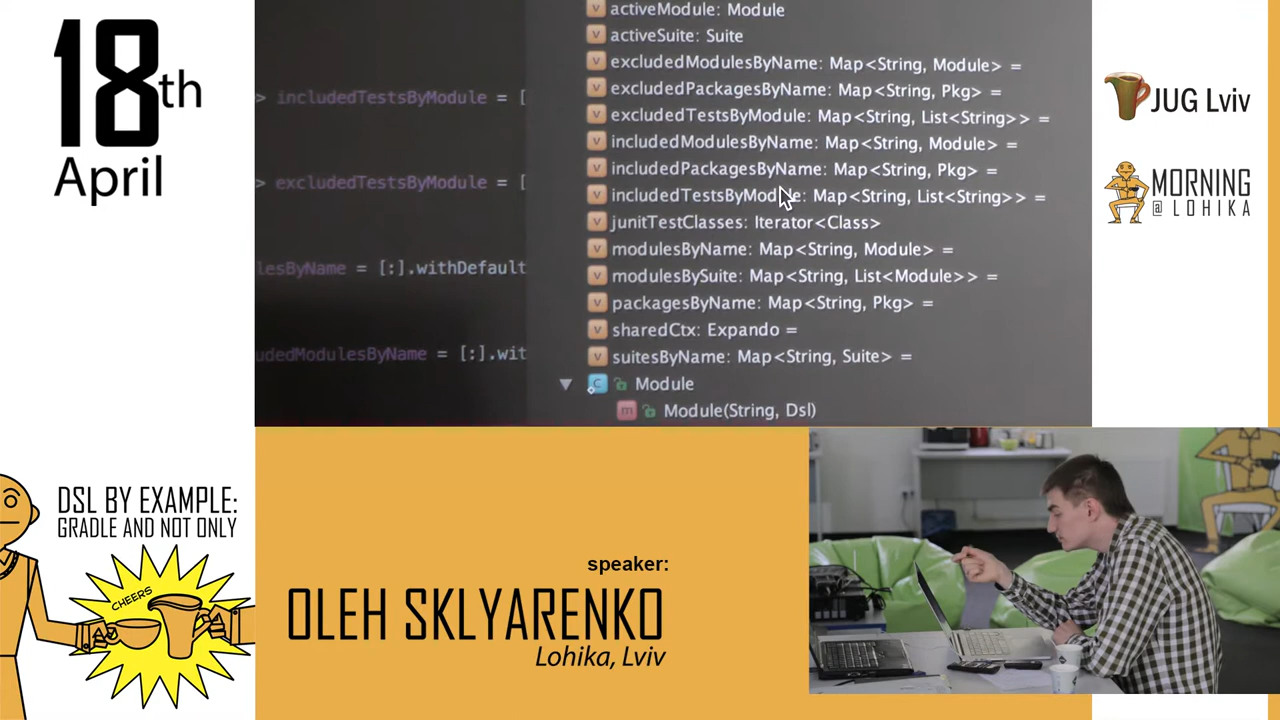 18th
April
> includedTestsByModule = [
> excludedTestsByModule = [
lesByName = [:].withDefault
udedModulesByName = [:].wit
activeModule: Module
activeSuite: Suite
excludedModulesByName: Map<String, Module> =
excludedPackagesByName: Map<String, Pkg> =
excludedTestsByModule: Map<String, List<String>> =
includedModulesByName: Map<String, Module> =
includedPackagesByName: Map<String, Pkg> =
includedTestsByModule: Map<String, List<String>> =
junitTestClasses: Iterator<Class>
modulesByName: Map<String, Module> =
modulesBySuite: Map<String, List<Module>> =
packagesByName: Map<String, Pkg> =
sharedCtx: Expando =
suitesByName: Map<String, Suite> =
Module
Module(String, Dsl)
JUG Lviv
MORNING
@ LOHIKA
DSL BY EXAMPLE:
GRADLE AND NOT ONLY
CHEERS
speaker:
OLEH SKLYARENKO
Lohika, Lviv